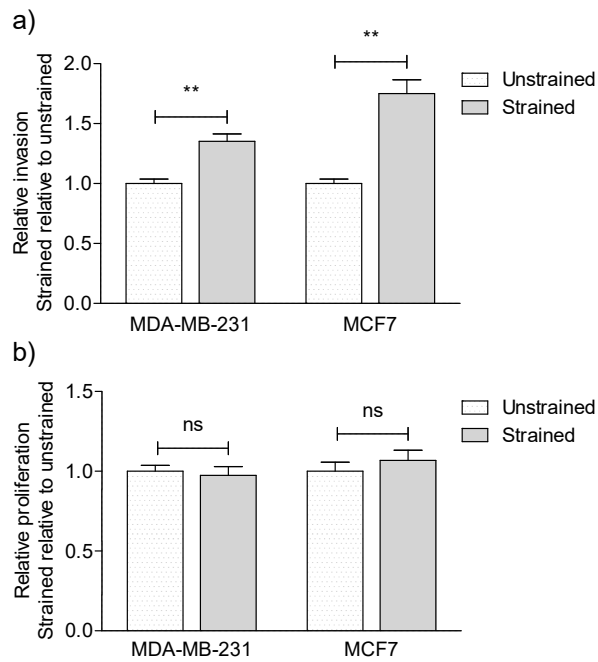 a)
**
**
Unstrained
Strained
Relative invasion
Strained relative to unstrained
2.0
1.5
1.0
0.5
0.0
MDA-MB-231
MCF7
b)
ns
ns
Unstrained
Strained
Relative proliferation
Strained relative to unstrained
1.5
1.0
0.5
0.0
MDA-MB-231
MCF7